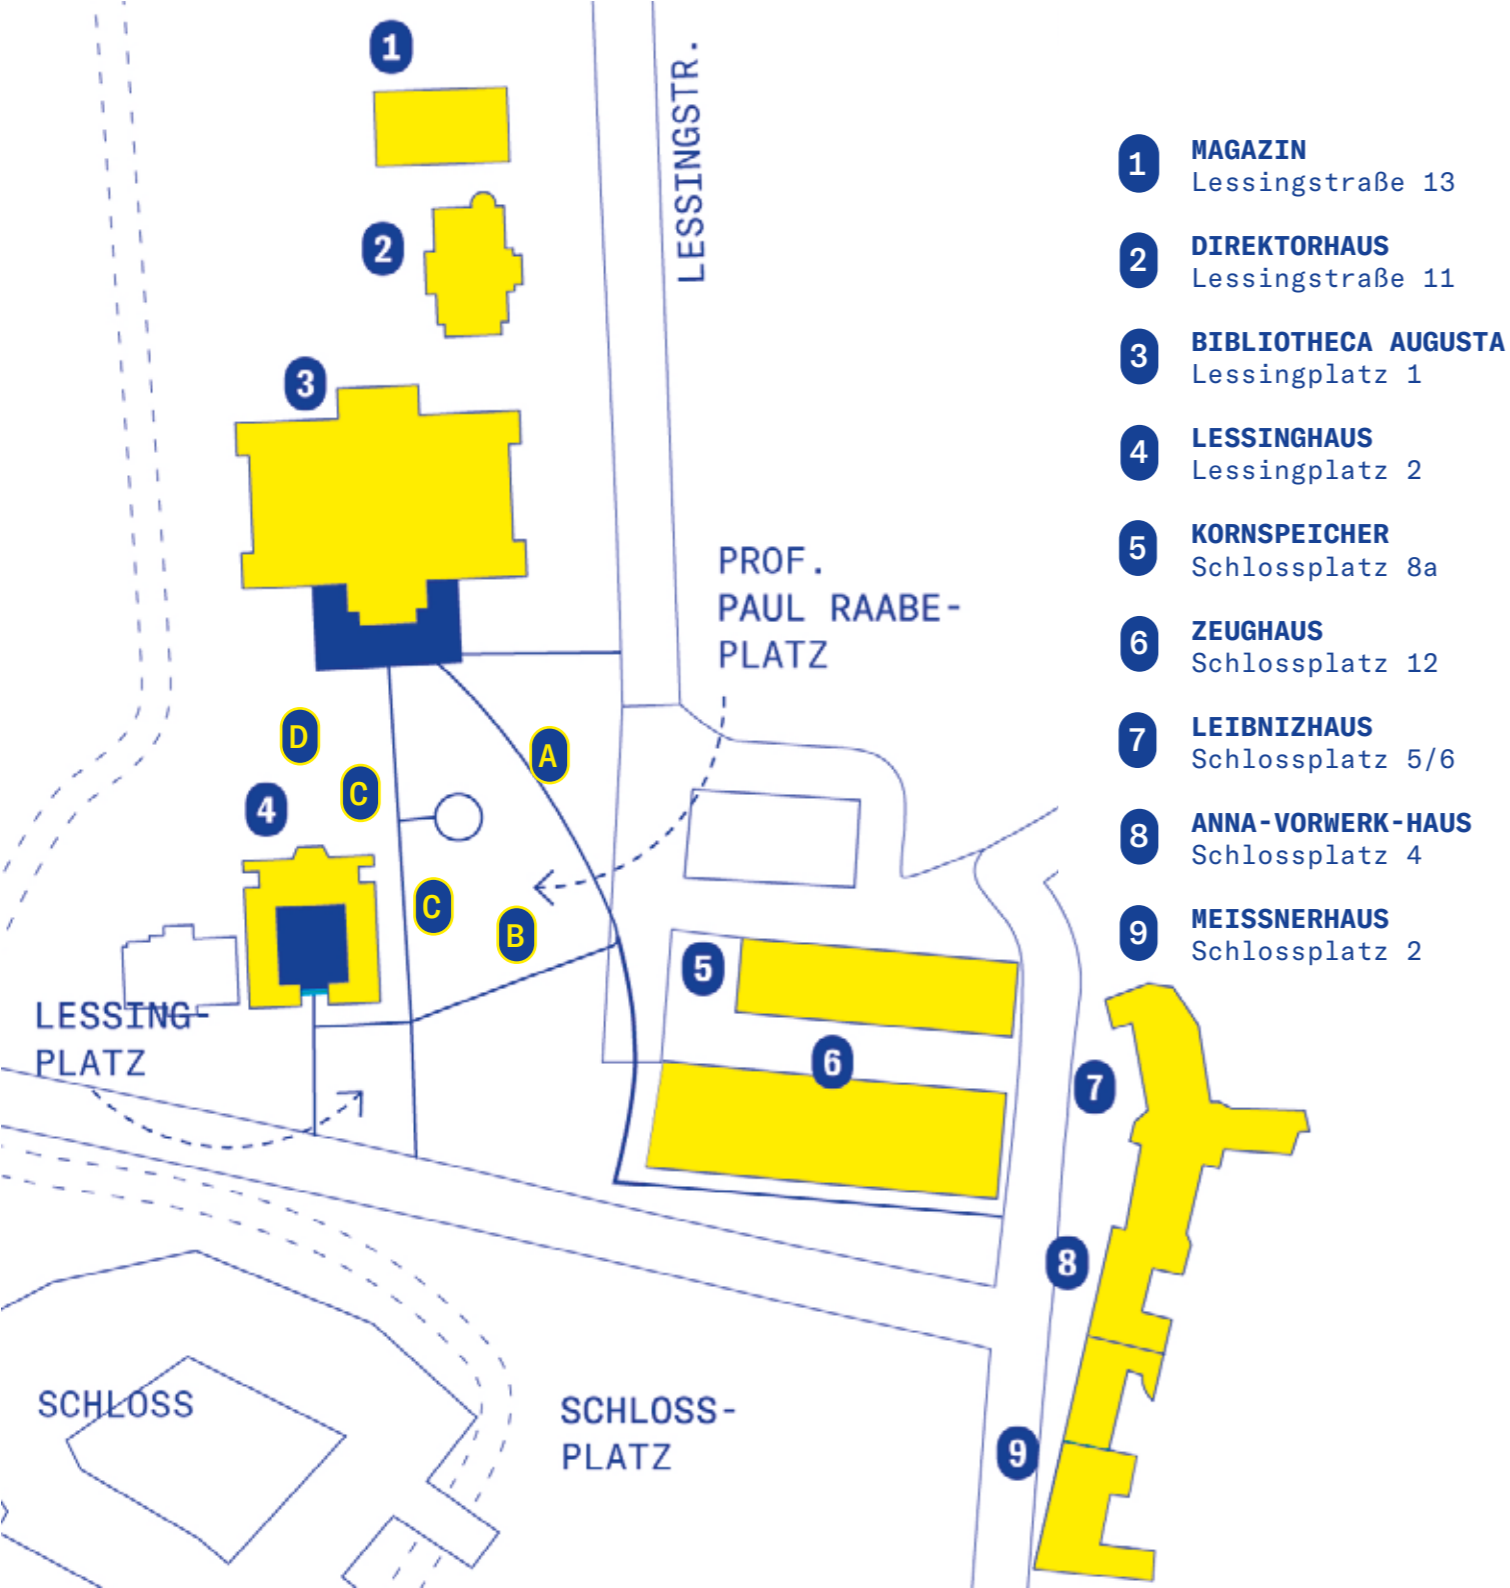 1
2
3
LESSINGSTR.
PROF.
PAUL RAABE-
PLATZ
D
A
C
4
C
B
5
LESSING-
PLATZ
6
7
8
SCHLOSS
SCHLOSS-
PLATZ
9
1 MAGAZIN
Lessingstraße 13
2 DIREKTORHAUS
Lessingstraße 11
3 BIBLIOTHECA AUGUSTA
Lessingplatz 1
4 LESSINGHAUS
Lessingplatz 2
5 KORNSPEICHER
Schlossplatz 8a
6 ZEUGHAUS
Schlossplatz 12
7 LEIBNIZHAUS
Schlossplatz 5/6
8 ANNA-VORWERK-HAUS
Schlossplatz 4
9 MEISSNERHAUS
Schlossplatz 2